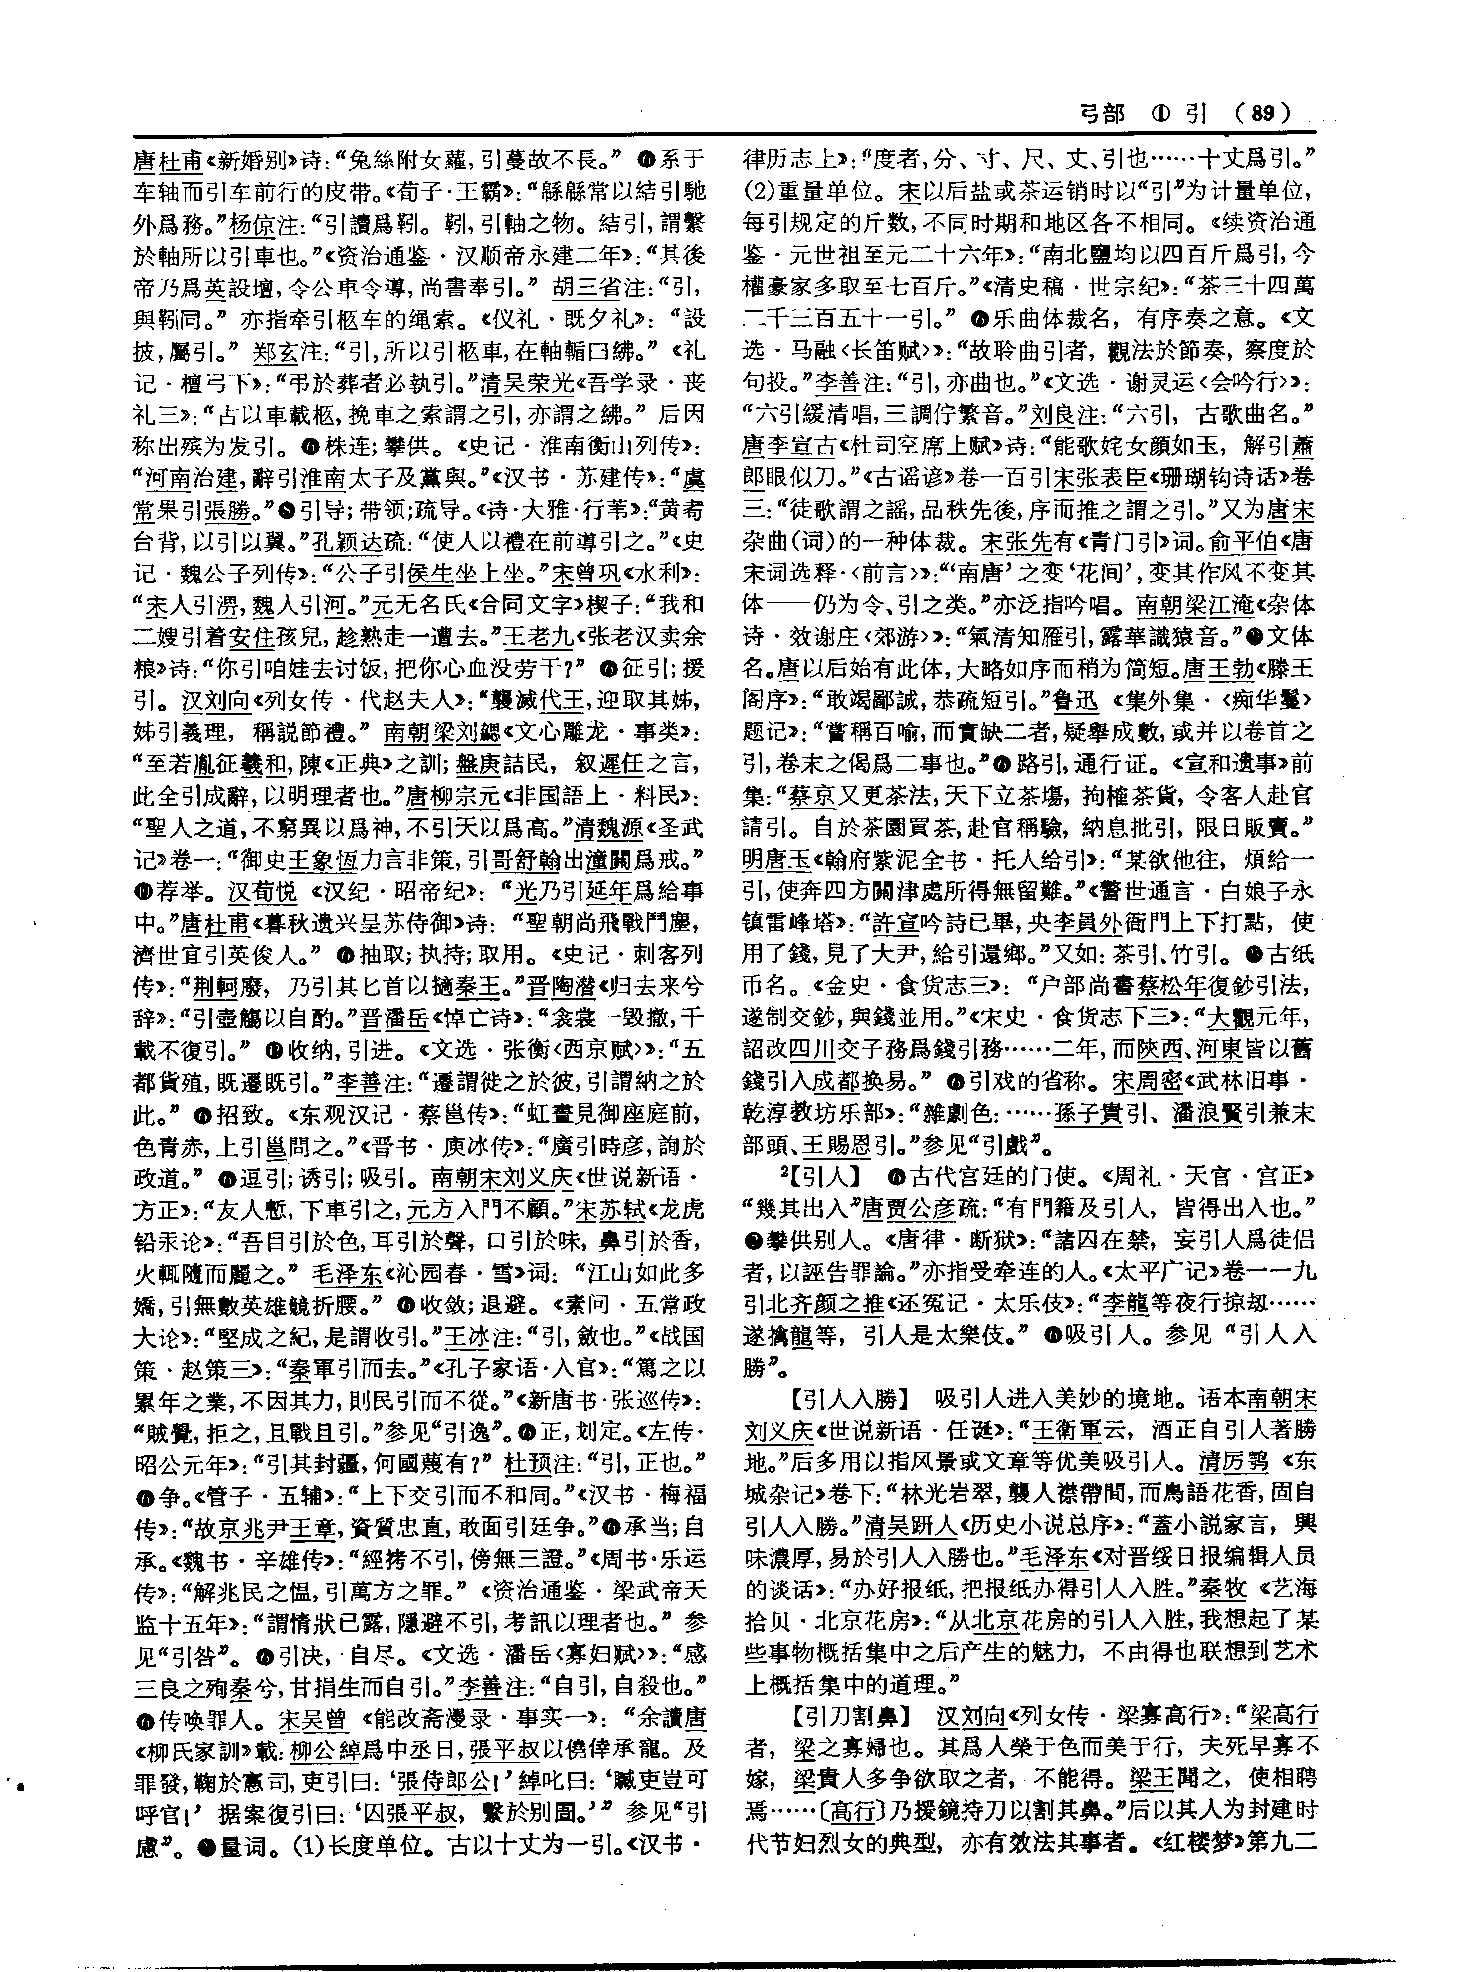 弓部 ① 引 (89)
唐杜甫《新婚别》诗:“兔絲附女蘿,引蔓故不長。” 系于
车轴而引车前行的皮带。《荀子·王霸》:“緜緜常以結引馳
外爲務。”杨倞注:“引讀爲靷。靷,引軸之物。結引,謂繫
於軸所以引車也。”《资治通鉴·汉顺帝永建二年》:“其後
帝乃爲英設壇,令公車令導,尚書奉引。” 胡三省注:“引,
與靷同。” 亦指牵引柩车的绳索。《仪礼·既夕礼》:“設
披,屬引。” 郑玄注:“引,所以引柩車,在軸輴曰紼。”《礼
记·檀弓下》:“弔於葬者必執引。”清吴荣光《吾学录·丧
礼三》:“古以車載柩,挽車之索謂之引,亦謂之紼。” 后因
称出殡为发引。 株连;攀供。《史记·淮南衡山列传》:
“河南治建,辭引淮南太子及黨與。”《汉书·苏建传》:“虞
常果引張勝。” 引导;带领;疏导。《诗·大雅·行苇》:“黄耇
台背,以引以翼。”孔颖达疏:“使人以禮在前導引之。”《史
记·魏公子列传》:“公子引侯生坐上坐。”宋曾巩《水利》:
“宋人引汴,魏人引河。”元无名氏《合同文字》楔子:“我和
二嫂引着安住孩兒,趁熟走一遭去。”王老九《张老汉卖余
粮》诗:“你引咱娃去讨饭,把你心血没劳干?” 征引;援
引。汉刘向《列女传·代赵夫人》:“襲滅代王,迎取其姊,
姊引義理,稱説節禮。” 南朝梁刘勰《文心雕龙·事类》:
“至若胤征羲和,陳《正典》之訓;盤庚誥民,叙遲任之言,
此全引成辭,以明理者也。”唐柳宗元《非国語上·料民》:
“聖人之道,不窮異以爲神,不引天以爲高。”清魏源《圣武
记》卷一:“御史王象恆力言非策,引哥舒翰出潼關爲戒。”
荐举。汉荀悦《汉纪·昭帝纪》:“光乃引延年爲給事
中。”唐杜甫《暮秋遗兴呈苏侍御》诗:“聖朝尚飛戰鬥塵,
濟世宜引英俊人。” 抽取;执持;取用。《史记·刺客列
传》:“荆軻廢,乃引其匕首以擿秦王。”晋陶潜《归去来兮
辞》:“引壺觴以自酌。”晋潘岳《悼亡诗》:“衾裳一毁撤,千
載不復引。” 收纳,引进。《文选·张衡〈西京赋〉》:“五
都貨殖,既遷既引。”李善注:“遷謂徙之於彼,引謂納之於
此。” 招致。《东观汉记·蔡邕传》:“虹晝見御座庭前,
色青赤,上引邕問之。”《晋书·庾冰传》:“廣引時彦,詢於
政道。” 逗引;诱引;吸引。南朝宋刘义庆《世说新语·
方正》:“友人慙,下車引之,元方入門不顧。”宋苏轼《龙虎
铅汞论》:“吾目引於色,耳引於聲,口引於味,鼻引於香,
火輒隨而麗之。” 毛泽东《沁园春·雪》词:“江山如此多
嬌,引無數英雄競折腰。” 收敛;退避。《素问·五常政
大论》:“堅成之紀,是謂收引。”王冰注:“引,斂也。”《战国
策·赵策三》:“秦軍引而去。”《孔子家语·入官》:“篤之以
累年之業,不因其力,則民引而不從。”《新唐书·张巡传》:
“賊覺,拒之,且戰且引。”参见“引逸”。 正,划定。《左传·
昭公元年》:“引其封疆,何國蔑有?” 杜预注:“引,正也。”
争。《管子·五辅》:“上下交引而不和同。”《汉书·梅福
传》:“故京兆尹王章,資質忠直,敢面引廷争。” 承当;自
承。《魏书·辛雄传》:“經拷不引,傍無三證。”《周书·乐运
传》:“解兆民之愠,引萬方之罪。” 《资治通鉴·梁武帝天
监十五年》:“謂情狀已露,隱避不引,考訊以理者也。” 参
见“引咎”。 引决,自尽。《文选·潘岳〈寡妇赋〉》:“感
三良之殉秦兮,甘捐生而自引。”李善注:“自引,自殺也。”
传唤罪人。宋吴曾《能改斋漫录·事实一》:“余讀唐
《柳氏家訓》載:柳公綽爲中丞日,張平叔以僥倖承寵。及
罪發,鞫於憲司,吏引曰:‘張侍郎公!’綽叱曰:‘贓吏豈可
呼官!’ 据案復引曰:‘囚張平叔,繫於别圄。’” 参见“引
慮”。 量词。(1)长度单位。古以十丈为一引。《汉书·
律历志上》:“度者,分、寸、尺、丈、引也……十丈爲引。”
(2)重量单位。宋以后盐或茶运销时以“引”为计量单位,
每引规定的斤数,不同时期和地区各不相同。《续资治通
鉴·元世祖至元二十六年》:“南北鹽均以四百斤爲引,今
權豪家多取至七百斤。”《清史稿·世宗纪》:“茶三十四萬
二千三百五十一引。” 乐曲体裁名,有序奏之意。《文
选·马融〈长笛赋〉》:“故聆曲引者,觀法於節奏,察度於
句投。”李善注:“引,亦曲也。”《文选·谢灵运〈会吟行〉》:
“六引緩清唱,三調佇繁音。”刘良注:“六引,古歌曲名。”
唐李宣古《杜司空席上赋》诗:“能歌姹女顔如玉,解引蕭
郎眼似刀。”《古谣谚》卷一百引宋张表臣《珊瑚钩诗话》卷
三:“徒歌謂之謡,品秩先後,序而推之謂之引。”又为唐宋
杂曲(词)的一种体裁。宋张先有《青门引》词。俞平伯《唐
宋词选释·〈前言〉》:“‘南唐’之变‘花间’,变其作风不变其
体——仍为令、引之类。”亦泛指吟唱。南朝梁江淹《杂体
诗·效谢庄〈郊游〉》:“氣清知雁引,露華識猿音。” 文体
名。唐以后始有此体,大略如序而稍为简短。唐王勃《滕王
阁序》:“敢竭鄙誠,恭疏短引。”鲁迅《集外集·〈痴华鬘〉
题记》:“嘗稱百喻,而實缺二者,疑舉成數,或并以卷首之
引,卷末之偈爲二事也。” 路引,通行证。《宣和遗事》前
集:“蔡京又更茶法,天下立茶場,拘榷茶貨,令客人赴官
請引。自於茶園買茶,赴官稱驗,納息批引,限日販賣。”
明唐玉《翰府紫泥全书·托人给引》:“某欲他往,煩給一
引,使奔四方關津處所得無留難。”《警世通言·白娘子永
镇雷峰塔》:“許宣吟詩已畢,央李員外衙門上下打點,使
用了錢,見了大尹,給引還鄉。”又如:茶引、竹引。 古纸
币名。《金史·食货志三》:“户部尚書蔡松年復鈔引法,
遂制交鈔,與錢並用。”《宋史·食货志下三》:“大觀元年,
詔改四川交子務爲錢引務……二年,而陝西、河東皆以舊
錢引入成都换易。” 引戏的省称。宋周密《武林旧事·
乾淳教坊乐部》:“雜劇色:……孫子貴引、潘浪賢引兼末
部頭、王賜恩引。”参见“引戲”。
²【引人】 古代宫廷的门使。《周礼·天官·宫正》
“幾其出入”唐贾公彦疏:“有門籍及引人,皆得出入也。”
攀供别人。《唐律·断狱》:“諸囚在禁,妄引人爲徒侣
者,以誣告罪論。”亦指受牵连的人。《太平广记》卷一一九
引北齐颜之推《还冤记·太乐伎》:“李龍等夜行掠劫……
遂擒龍等,引人是太樂伎。” 吸引人。参见“引人入
勝”。
【引人入勝】 吸引人进入美妙的境地。语本南朝宋
刘义庆《世说新语·任诞》:“王衛軍云,酒正自引人著勝
地。”后多用以指风景或文章等优美吸引人。清厉鹗《东
城杂记》卷下:“林光岩翠,襲人襟帶間,而鳥語花香,固自
引人入勝。”清吴趼人《历史小说总序》:“蓋小説家言,興
味濃厚,易於引人入勝也。”毛泽东《对晋绥日报编辑人员
的谈话》:“办好报纸,把报纸办得引人入胜。”秦牧《艺海
拾贝·北京花房》:“从北京花房的引人入胜,我想起了某
些事物概括集中之后产生的魅力,不由得也联想到艺术
上概括集中的道理。”
【引刀割鼻】 汉刘向《列女传·梁寡高行》:“梁高行
者,梁之寡婦也。其爲人榮于色而美于行,夫死早寡不
嫁,梁貴人多争欲取之者,不能得。梁王聞之,使相聘
焉……〔高行〕乃援鏡持刀以割其鼻。”后以其人为封建时
代节妇烈女的典型,亦有效法其事者。《红楼梦》第九二